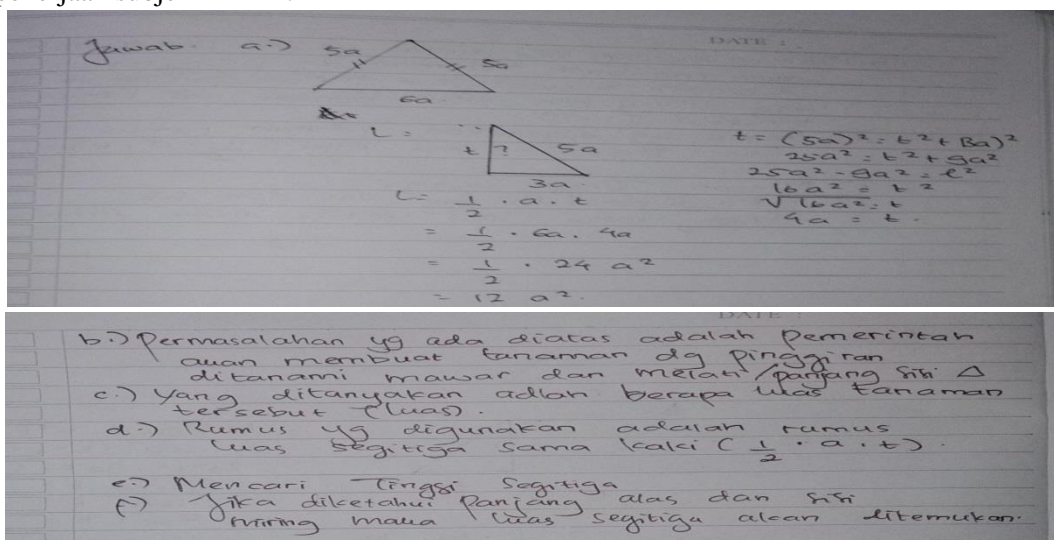 DATE :
Jawab. a.) 5a 5a
6a
L =
t ? 5a
3a
L = 1/2 . a . t
= 1/2 . 6a . 4a
= 1/2 . 24 a²
= 12 a².
t = (5a)² = t² + (3a)²
25a² = t² + 9a²
25a² - 9a² = t²
16a² = t²
√16a² = t
4a = t.
DATE
b.) Permasalahan yg ada diatas adalah Pemerintah
akan membuat tanaman dg pinggiran
ditanami mawar dan melati / panjang sisi Δ
c.) Yang ditanyakan adlah berapa luas tanaman
tersebut (luas).
d.) Rumus yg digunakan adalah rumus
luas segitiga sama kaki ( 1/2 . a . t ) .
e.) Mencari Tinggi Segitiga
f.) Jika diketahui panjang alas dan sisi
miring maka luas segitiga akan ditemukan.